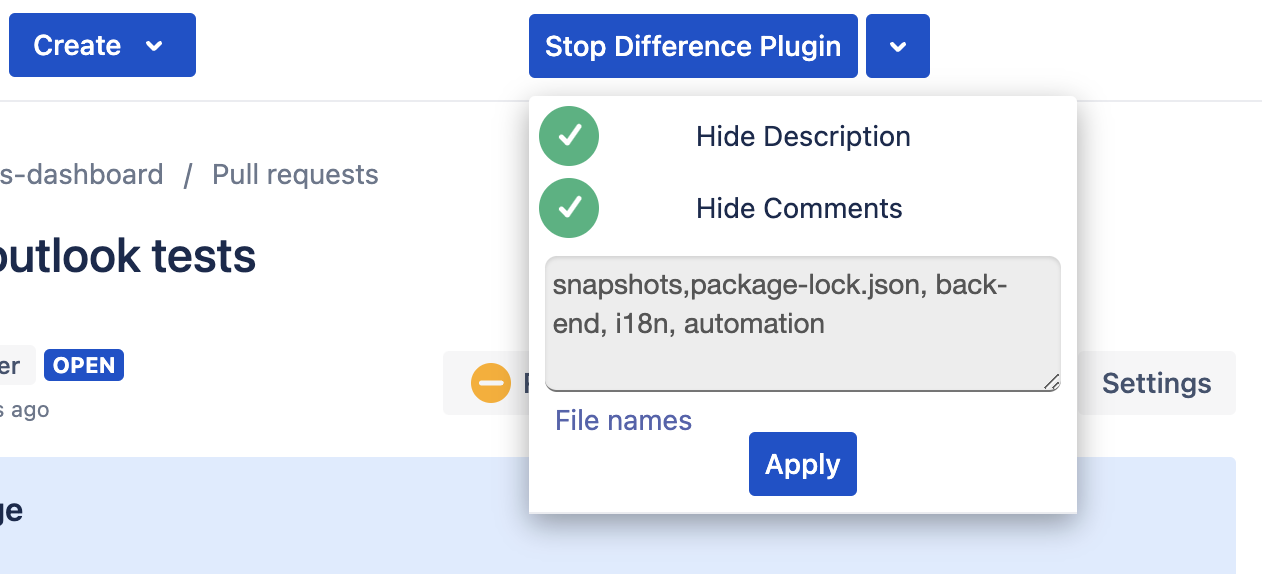 Create
Stop Difference Plugin
Hide Description
s-dashboard / Pull requests
Hide Comments
outlook tests
snapshots,package-lock.json, back-
end, i18n, automation
er OPEN
Settings
s ago
File names
Apply
ge